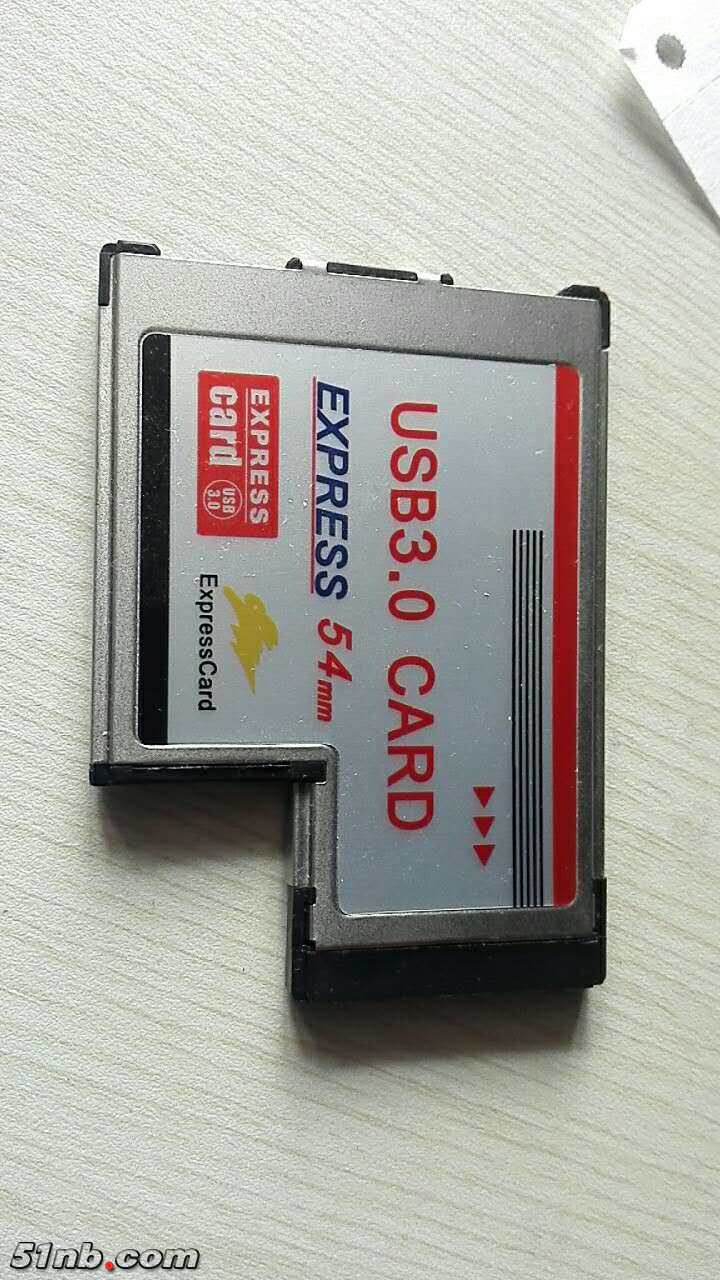 USB3.0 CARD
EXPRESS 54mm
EXPRESS
card USB 3.0
ExpressCard
51nb.com